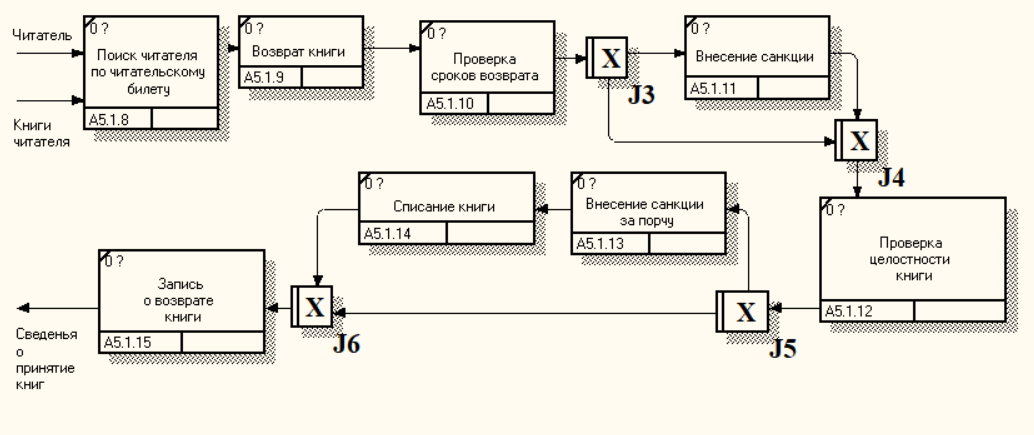 Читатель
Книги
читателя
0 ?
Поиск читателя
по читательскому
билету
A5.1.8
0 ?
Возврат книги
A5.1.9
0 ?
Проверка
сроков возврата
A5.1.10
X
J3
0 ?
Внесение санкции
A5.1.11
X
J4
0 ?
Проверка
целостности
книги
A5.1.12
X
J5
0 ?
Внесение санкции
за порчу
A5.1.13
0 ?
Списание книги
A5.1.14
X
J6
0 ?
Запись
о возврате
книги
A5.1.15
Сведенья
о
принятие
книг